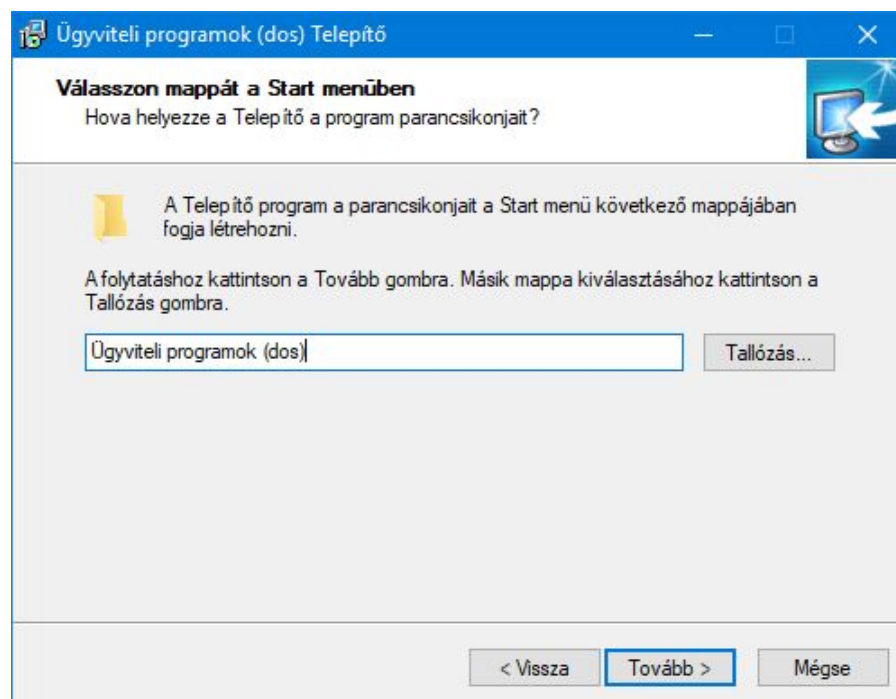 Ügyviteli programok (dos) Telepítő
Válasszon mappát a Start menüben
Hova helyezze a Telepítő a program parancsikonjait?
A Telepítő program a parancsikonjait a Start menü következő mappájában
fogja létrehozni.
A folytatáshoz kattintson a Tovább gombra. Másik mappa kiválasztásához kattintson a
Tallózás gombra.
Ügyviteli programok (dos)
Tallózás...
< Vissza
Tovább >
Mégse